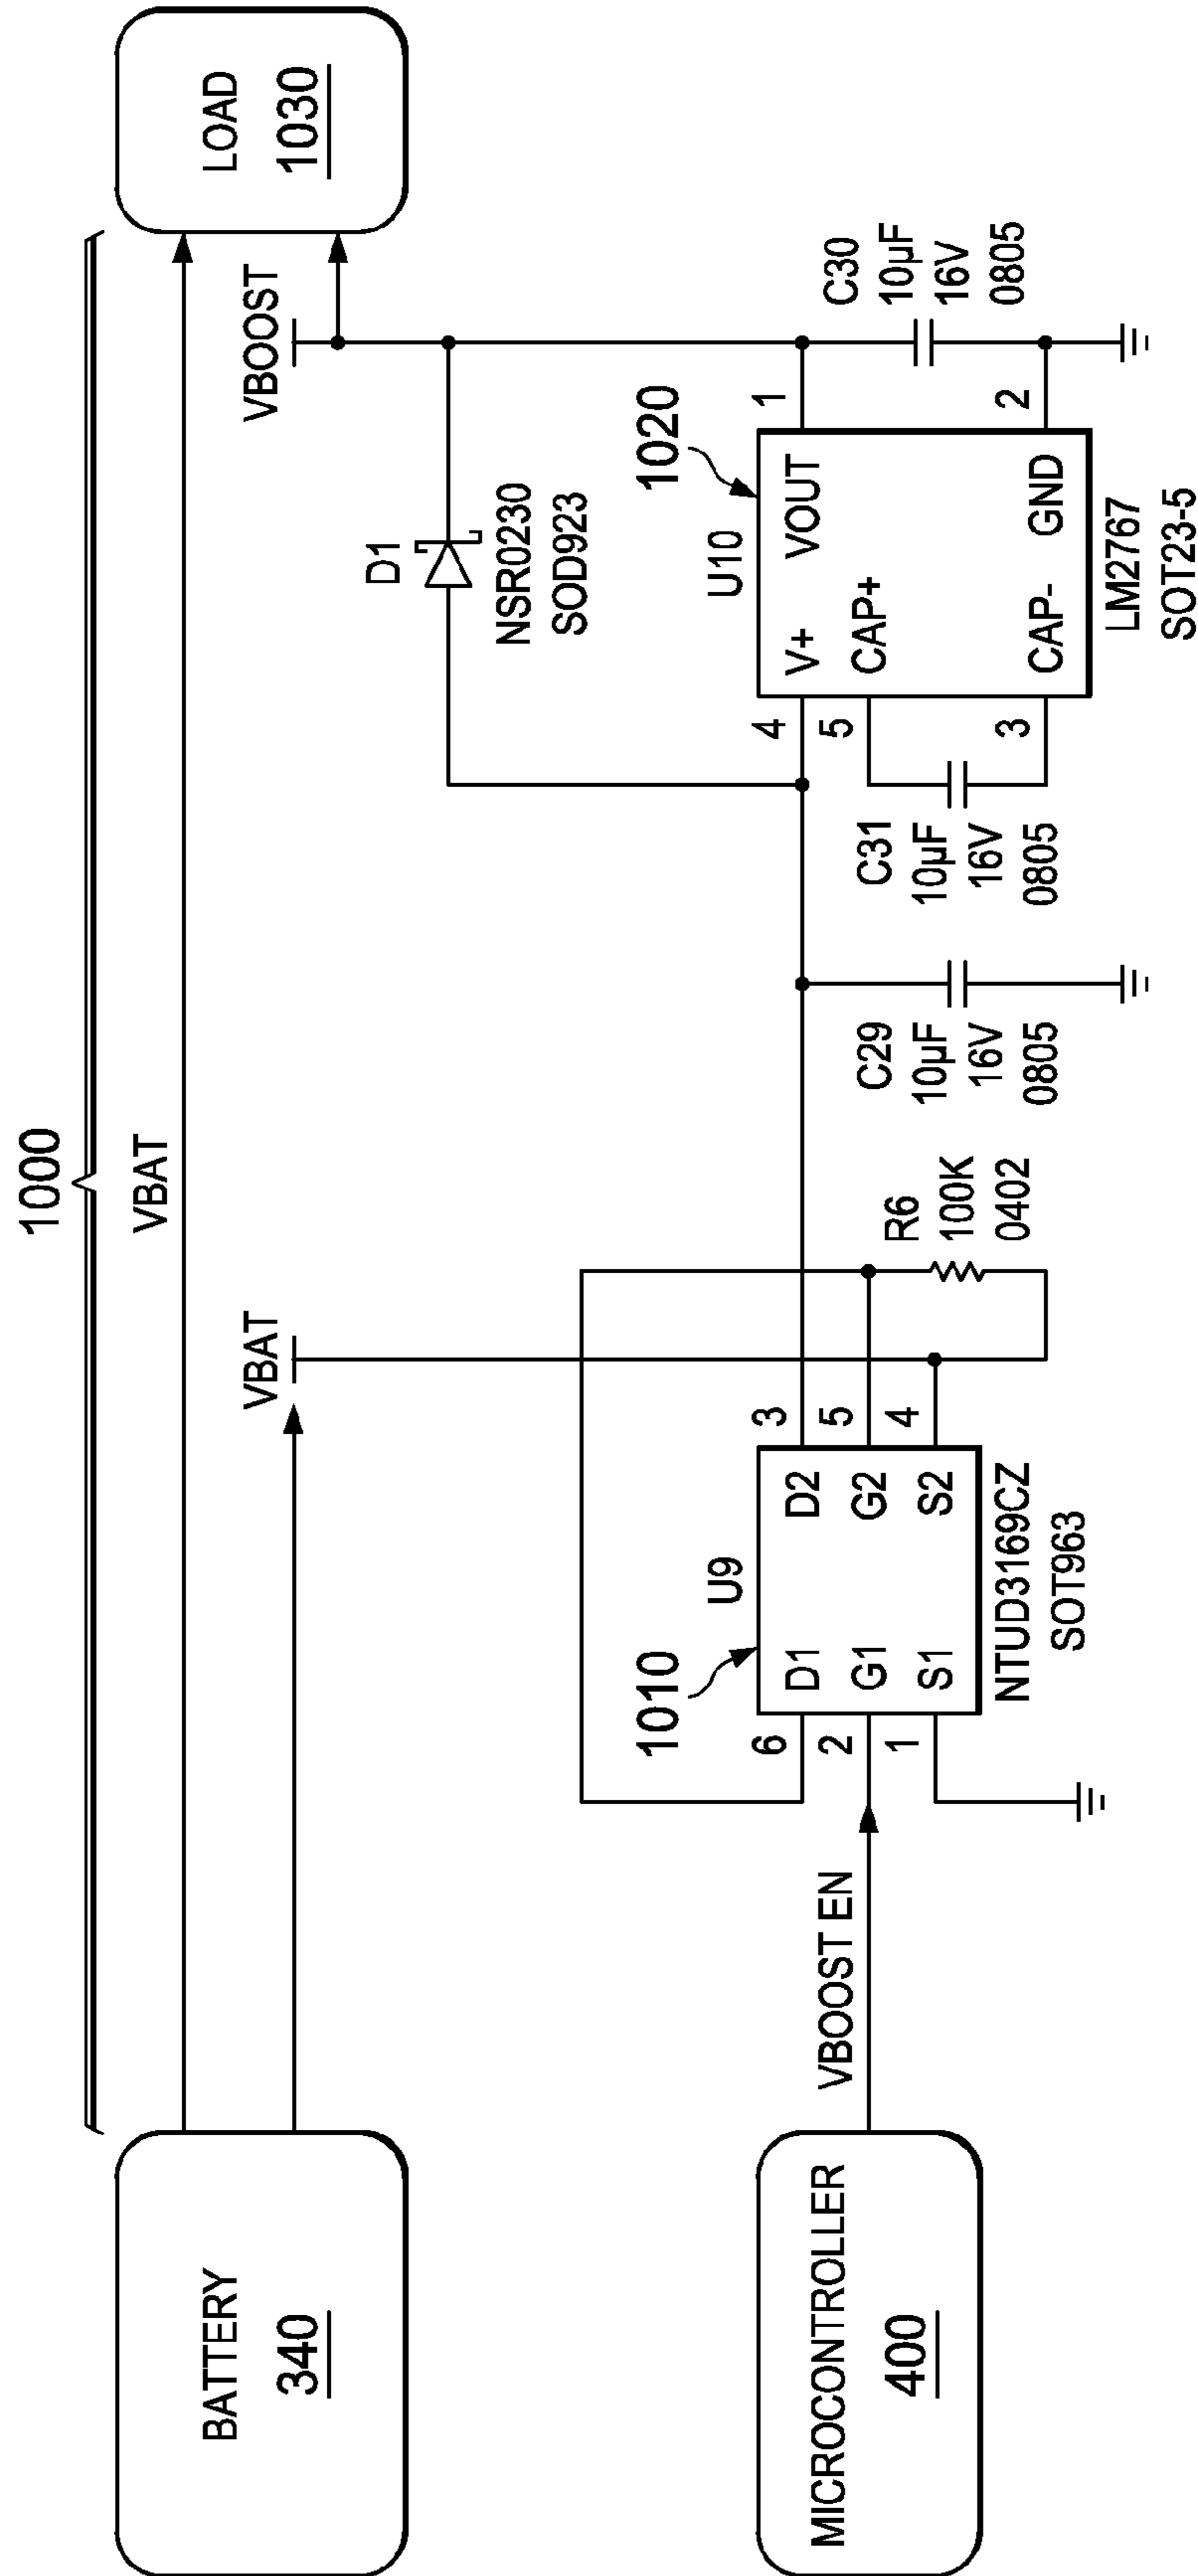 1000
VBAT
BATTERY
340
LOAD
1030
VBAT
VBOOST
D1
NSR0230
SOD923
1010
U9
6
2
1
D1
G1
S1
D2
G2
S2
3
5
4
NTUD3169CZ
SOT963
R6
100K
0402
C29
10µF
16V
0805
C31
10µF
16V
0805
1020
U10
4
5
3
V+
CAP+
CAP-
VOUT
GND
1
2
LM2767
SOT23-5
C30
10µF
16V
0805
MICROCONTROLLER
400
VBOOST EN